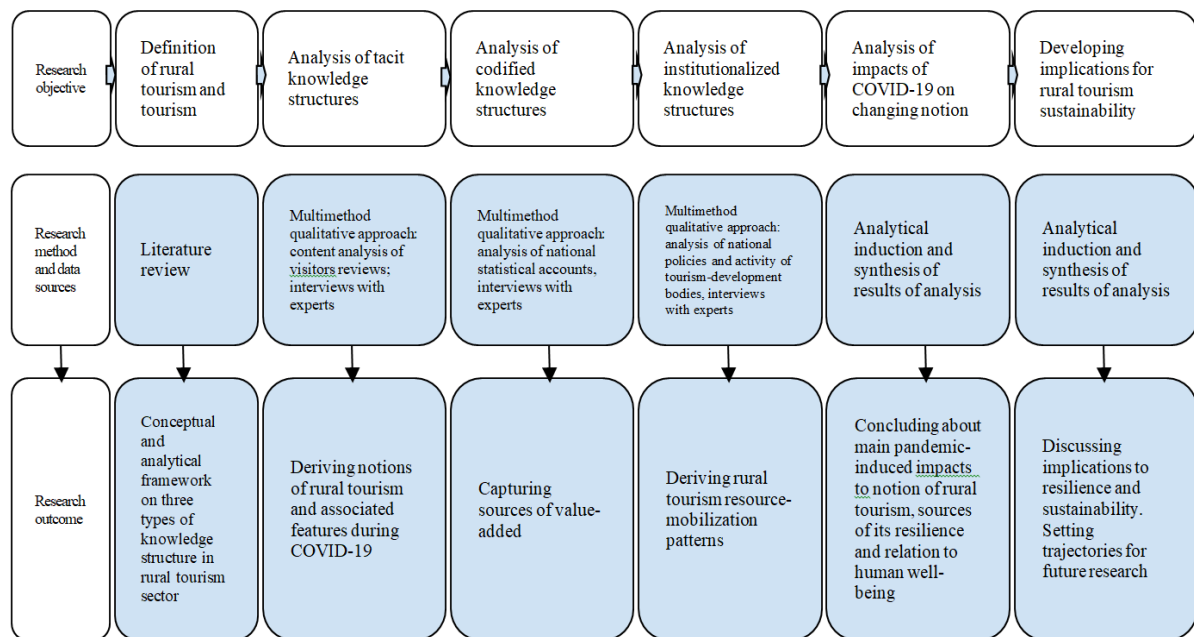 Research
objective
Definition
of rural
tourism and
tourism
Analysis of tacit
knowledge
structures
Analysis of
codified
knowledge
structures
Analysis of
institutionalized
knowledge
structures
Analysis of
impacts of
COVID-19 on
changing notion
Developing
implications for
rural tourism
sustainability
Research
method
and data
sources
Literature
review
Multimethod
qualitative approach:
content analysis of
visitors reviews;
interviews with
experts
Multimethod
qualitative approach:
analysis of national
statistical accounts,
interviews with
experts
Multimethod
qualitative approach:
analysis of national
policies and activity of
tourism-development
bodies, interviews
with experts
Analytical
induction and
synthesis of
results of analysis
Analytical
induction and
synthesis of
results of analysis
Research
outcome
Conceptual
and
analytical
framework
on three
types of
knowledge
structure in
rural tourism
sector
Deriving notions
of rural tourism
and associated
features during
COVID-19
Capturing
sources of value-
added
Deriving rural
tourism resource-
mobilization
patterns
Concluding about
main pandemic-
induced impacts
to notion of rural
tourism, sources
of its resilience
and relation to
human well-
being
Discussing
implications to
resilience and
sustainability.
Setting
trajectories for
future research